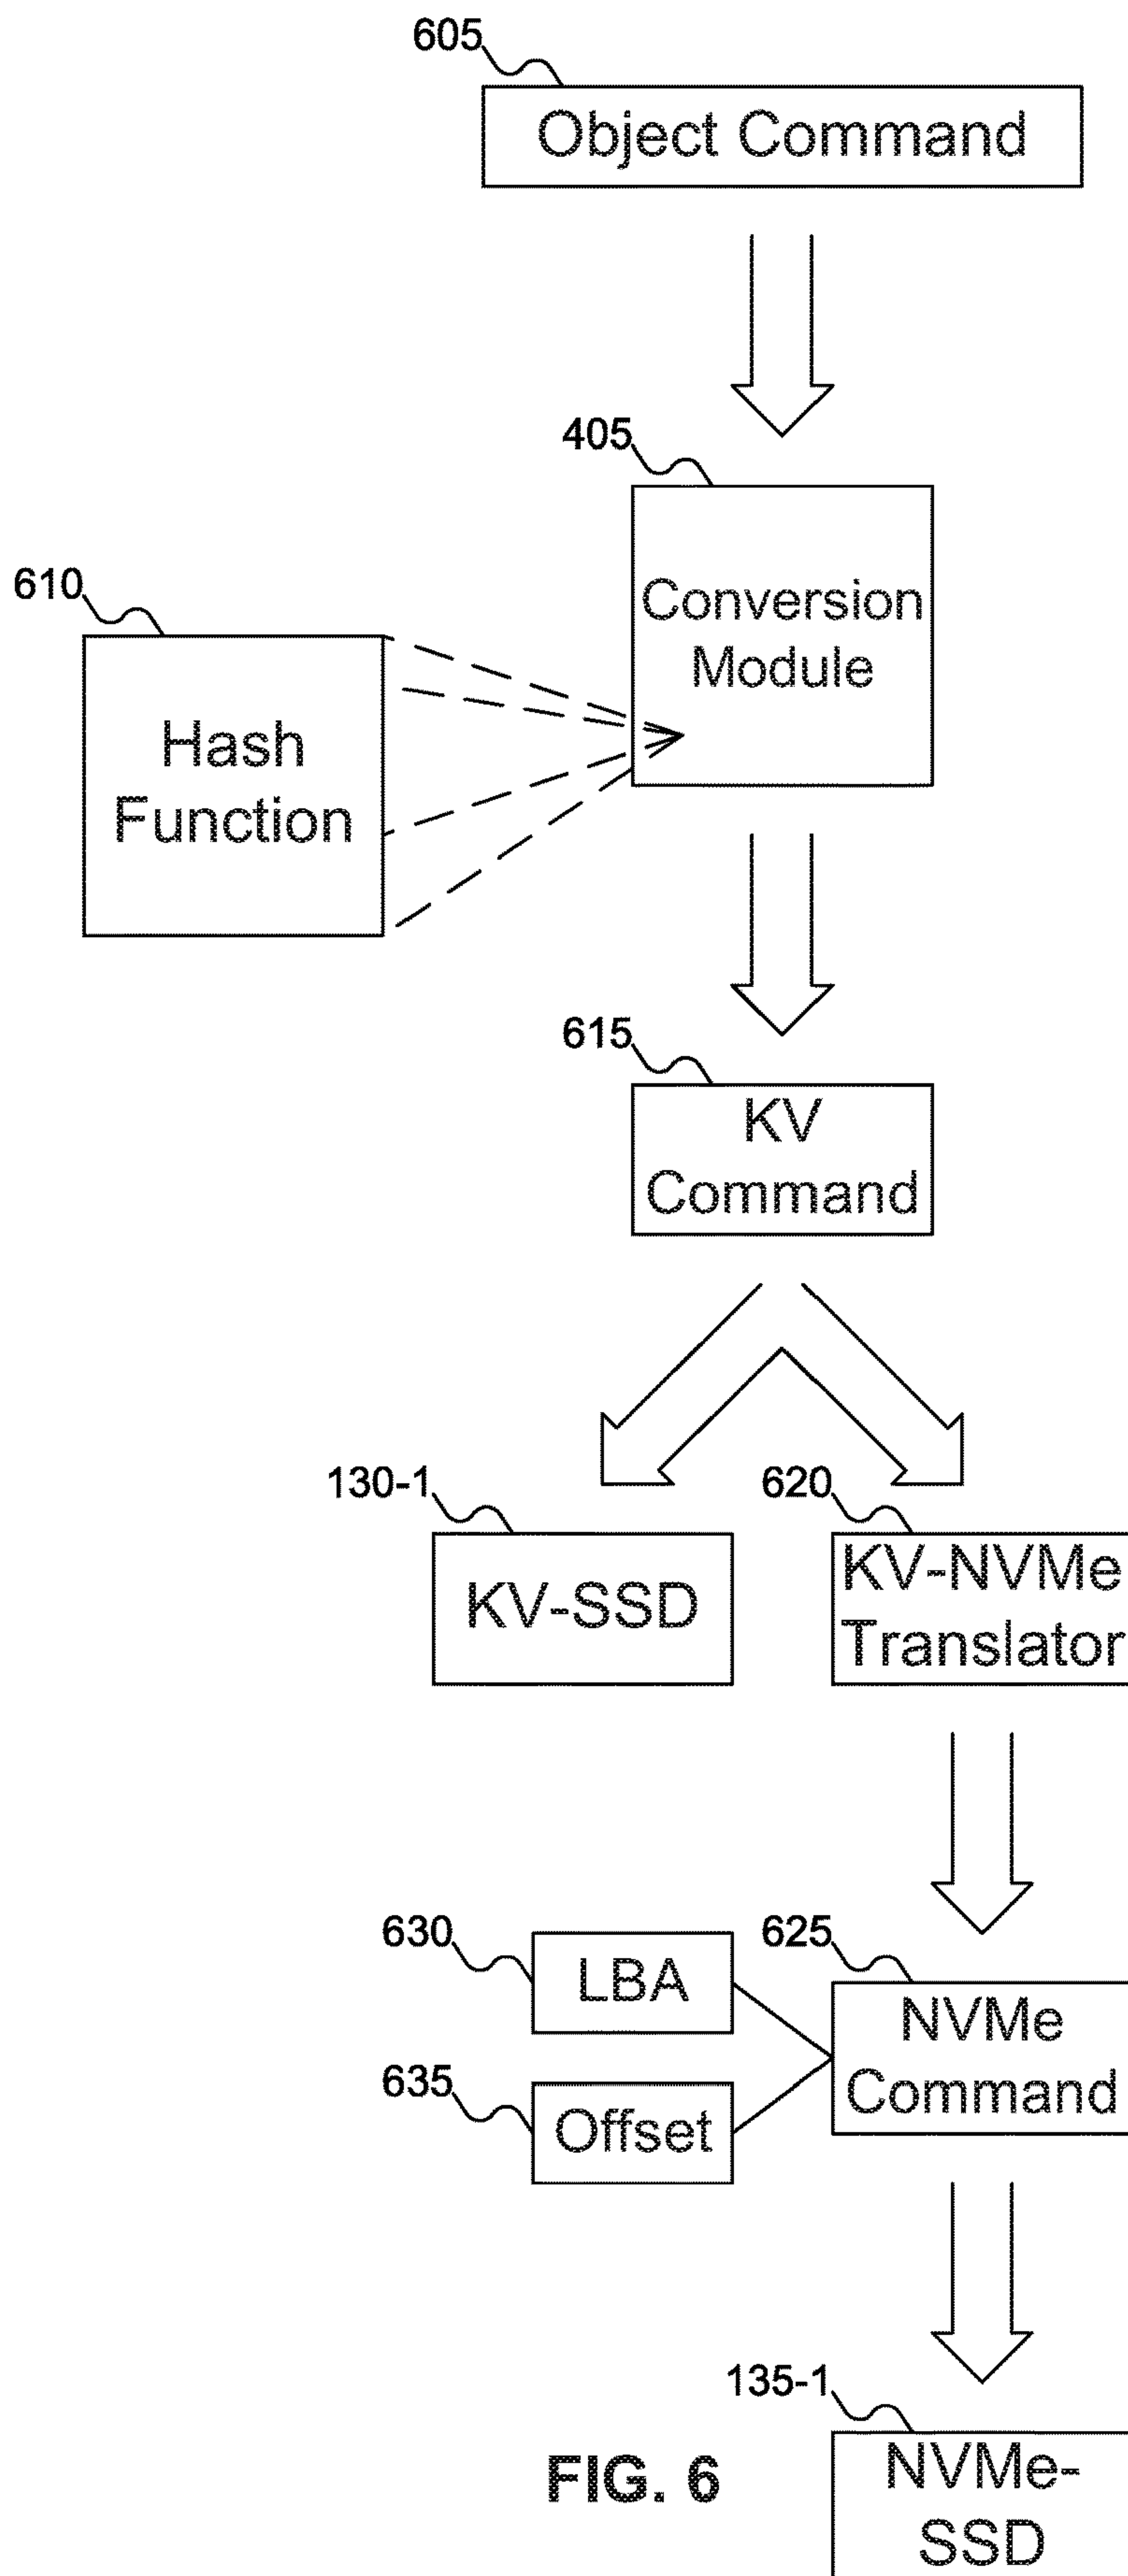 605
Object Command
405
Conversion
Module
610
Hash
Function
615
KV
Command
130-1
KV-SSD
620
KV-NVMe
Translator
630
LBA
625
NVMe
Command
635
Offset
135-1
NVMe-
SSD
FIG. 6